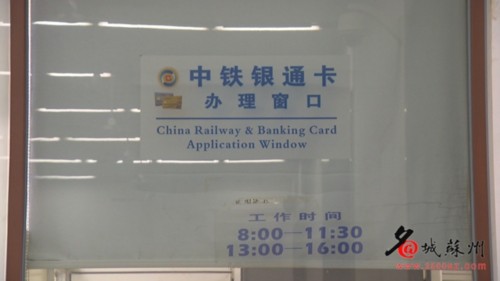 中铁银通卡
办理窗口
China Railway & Banking Card
Application Window
工作时间
8:00-11:30
13:00-16:00
名城蘇州